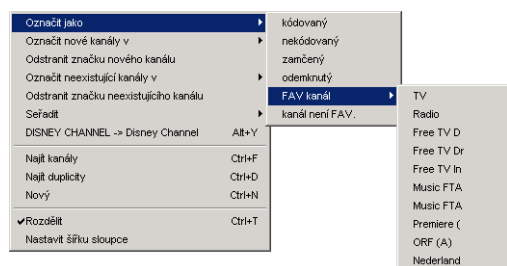 Označit jako
Označit nové kanály v
Odstranit značku nového kanálu
Označit neexistující kanály v
Odstranit značku neexistujícího kanálu
Seřadit
DISNEY CHANNEL -> Disney Channel Alt+Y
Najít kanály Ctrl+F
Najít duplicity Ctrl+D
Nový Ctrl+N
Rozdělit Ctrl+T
Nastavit šířku sloupce
kódovaný
nekódovaný
zamčený
odemknutý
FAV kanál
kanál není FAV.
TV
Radio
Free TV D
Free TV Dr
Free TV In
Music FTA
Music FTA
Premiere (
ORF (A)
Nederland